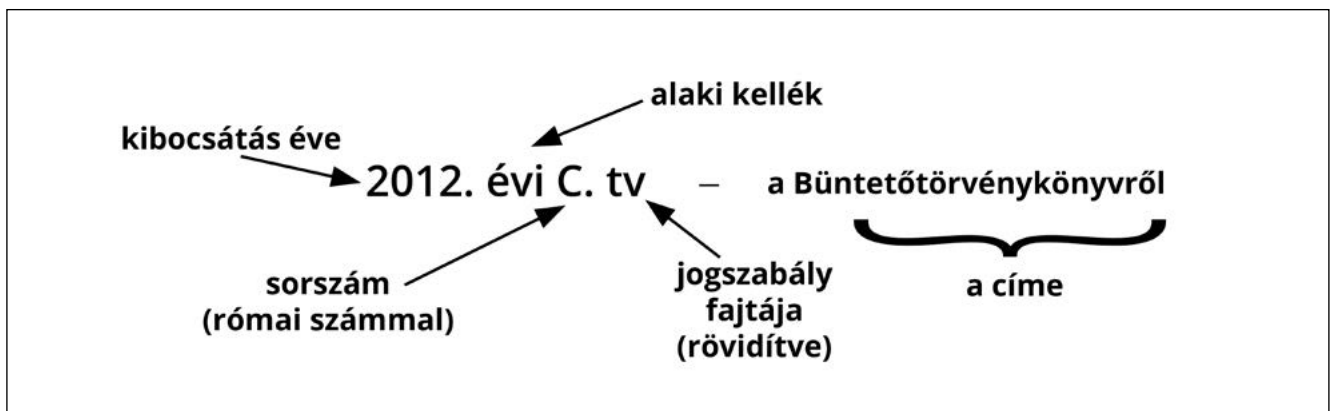 alaki kellék
kibocsátás éve
2012. évi C. tv – a Büntetőtörvénykönyvről
sorszám
(római számmal)
jogszabály
fajtája
(rövidítve)
a címe